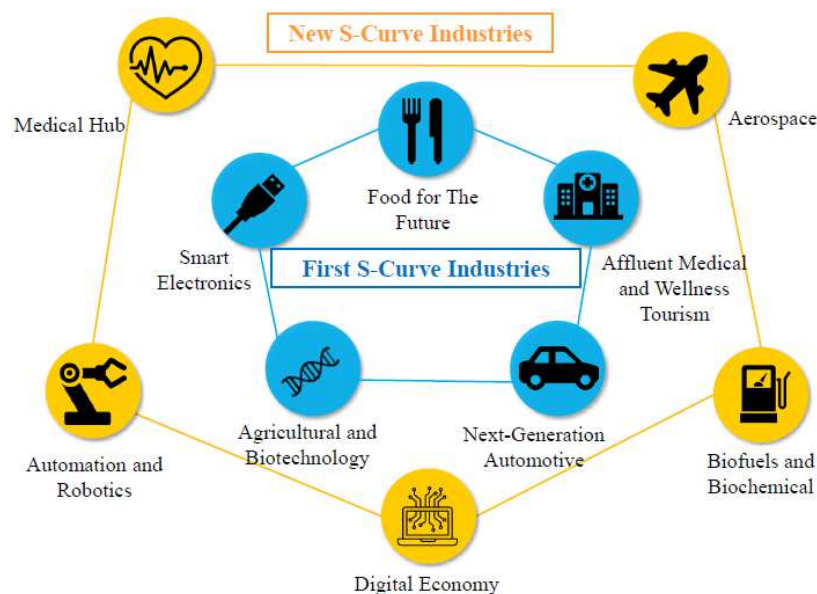 New S-Curve Industries
Medical Hub
Aerospace
Food for The
Future
Smart
Electronics
First S-Curve Industries
Affluent Medical
and Wellness
Tourism
Agricultural and
Biotechnology
Next-Generation
Automotive
Automation and
Robotics
Biofuels and
Biochemical
Digital Economy